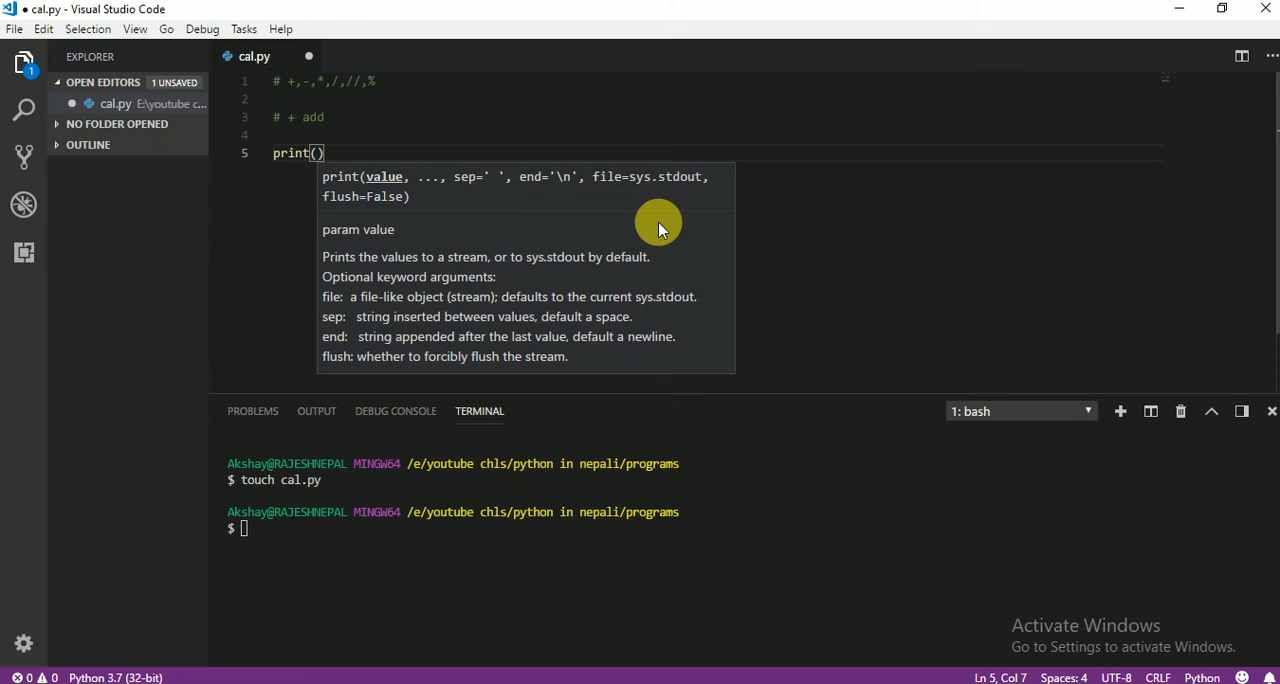 ● cal.py - Visual Studio Code
File Edit Selection View Go Debug Tasks Help
EXPLORER
OPEN EDITORS 1 UNSAVED
● cal.py E:\youtube c...
NO FOLDER OPENED
OUTLINE
1
cal.py ●
1 # +,-,*,/,//,%
2
3 # + add
4
5 print()
print(value, ..., sep=' ', end='\n', file=sys.stdout,
flush=False)
param value
Prints the values to a stream, or to sys.stdout by default.
Optional keyword arguments:
file: a file-like object (stream); defaults to the current sys.stdout.
sep: string inserted between values, default a space.
end: string appended after the last value, default a newline.
flush: whether to forcibly flush the stream.
PROBLEMS OUTPUT DEBUG CONSOLE TERMINAL 1: bash
Akshay@RAJESHNEPAL MINGW64 /e/youtube chls/python in nepali/programs
$ touch cal.py
Akshay@RAJESHNEPAL MINGW64 /e/youtube chls/python in nepali/programs
$
Activate Windows
Go to Settings to activate Windows.
0 0 Python 3.7 (32-bit) Ln 5, Col 7 Spaces: 4 UTF-8 CRLF Python